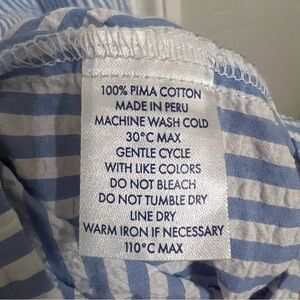 100% PIMA COTTON
MADE IN PERU
MACHINE WASH COLD
30°C MAX
GENTLE CYCLE
WITH LIKE COLORS
DO NOT BLEACH
DO NOT TUMBLE DRY
LINE DRY
WARM IRON IF NECESSARY
110°C MAX